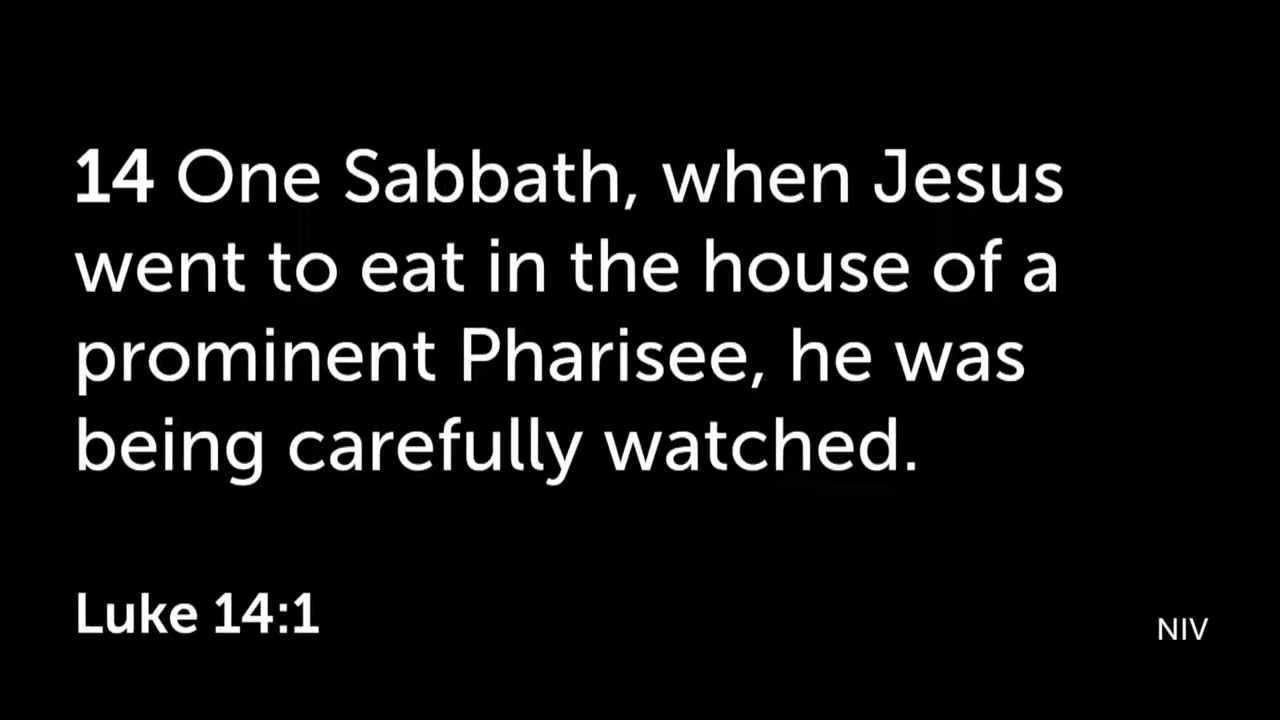 14 One Sabbath, when Jesus
went to eat in the house of a
prominent Pharisee, he was
being carefully watched.
Luke 14:1
NIV